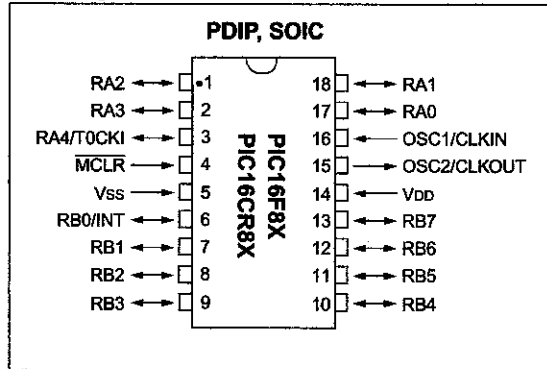 PDIP, SOIC
RA2 •1 18 RA1
RA3 2 17 RA0
RA4/T0CKI 3 16 OSC1/CLKIN
MCLR 4 15 OSC2/CLKOUT
Vss 5 14 VDD
RB0/INT 6 13 RB7
RB1 7 12 RB6
RB2 8 11 RB5
RB3 9 10 RB4
PIC16F8X
PIC16CR8X